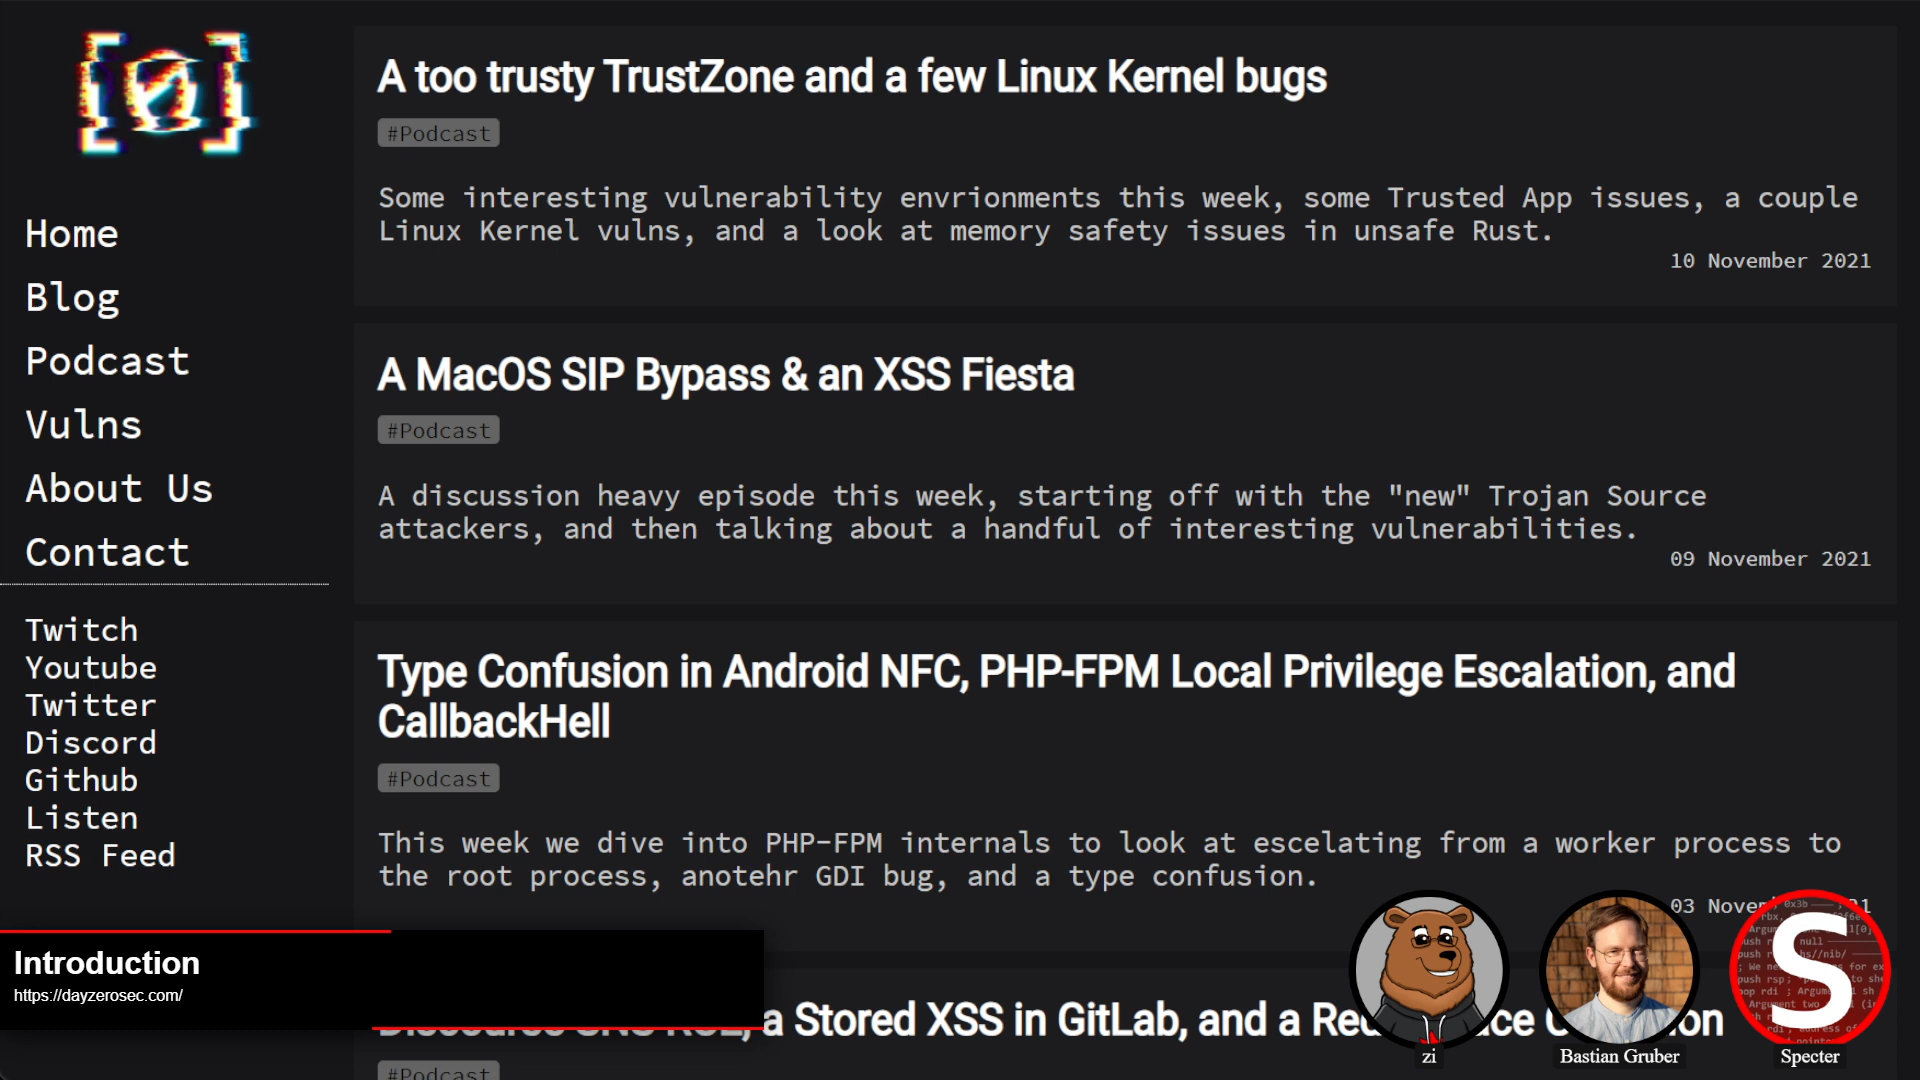 [0]
Home
Blog
Podcast
Vulns
About Us
Contact
Twitch
Youtube
Twitter
Discord
Github
Listen
RSS Feed
A too trusty TrustZone and a few Linux Kernel bugs
#Podcast
Some interesting vulnerability envrionments this week, some Trusted App issues, a couple
Linux Kernel vulns, and a look at memory safety issues in unsafe Rust.
10 November 2021
A MacOS SIP Bypass & an XSS Fiesta
#Podcast
A discussion heavy episode this week, starting off with the "new" Trojan Source
attackers, and then talking about a handful of interesting vulnerabilities.
09 November 2021
Type Confusion in Android NFC, PHP-FPM Local Privilege Escalation, and
CallbackHell
#Podcast
This week we dive into PHP-FPM internals to look at escelating from a worker process to
the root process, anotehr GDI bug, and a type confusion.
03
a Stored XSS in GitLab, and a
#Podcast
Introduction
https://dayzerosec.com/
zi
Bastian Gruber
S
Specter